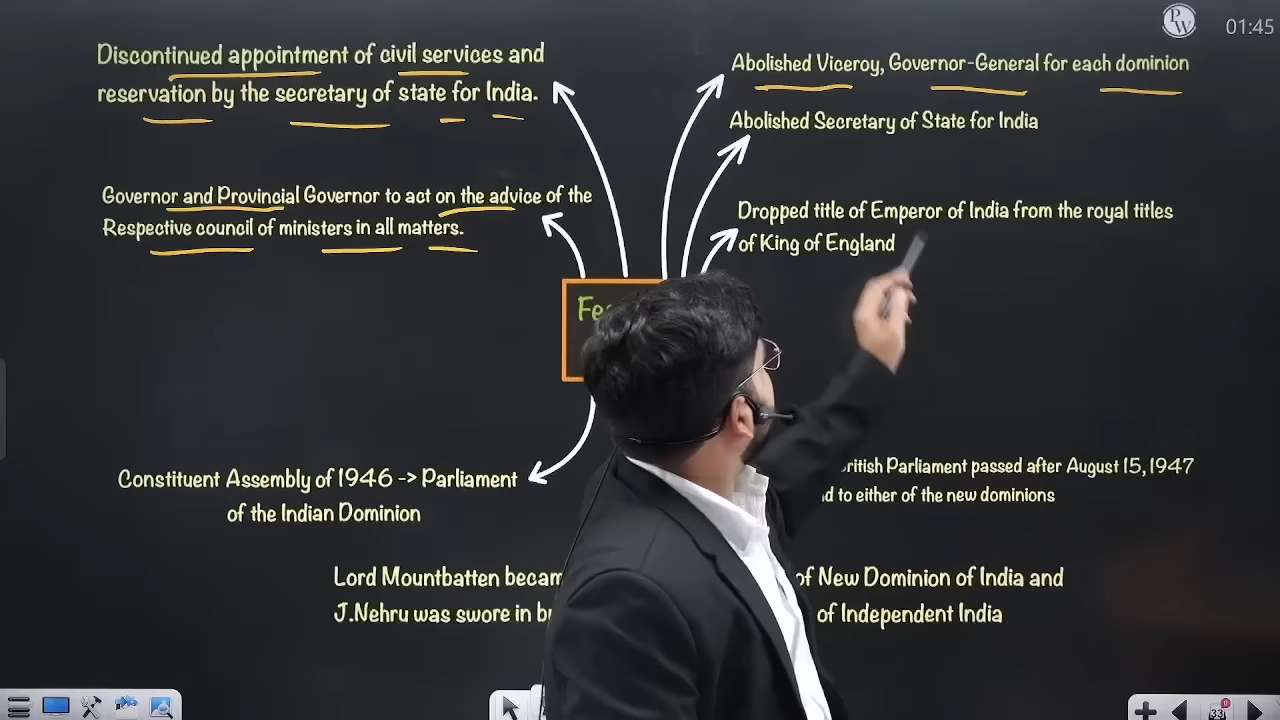 PW
01:45
Discontinued appointment of civil services and
reservation by the secretary of state for India.
Abolished Viceroy, Governor-General for each dominion
Abolished Secretary of State for India
Governor and Provincial Governor to act on the advice of the
Respective council of ministers in all matters.
Dropped title of Emperor of India from the royal titles
of King of England
Constituent Assembly of 1946 -> Parliament
of the Indian Dominion
Parliament passed after August 15, 1947
to either of the new dominions
Lord Mountbatten of New Dominion of India and
J.Nehru was swore in of Independent India
33